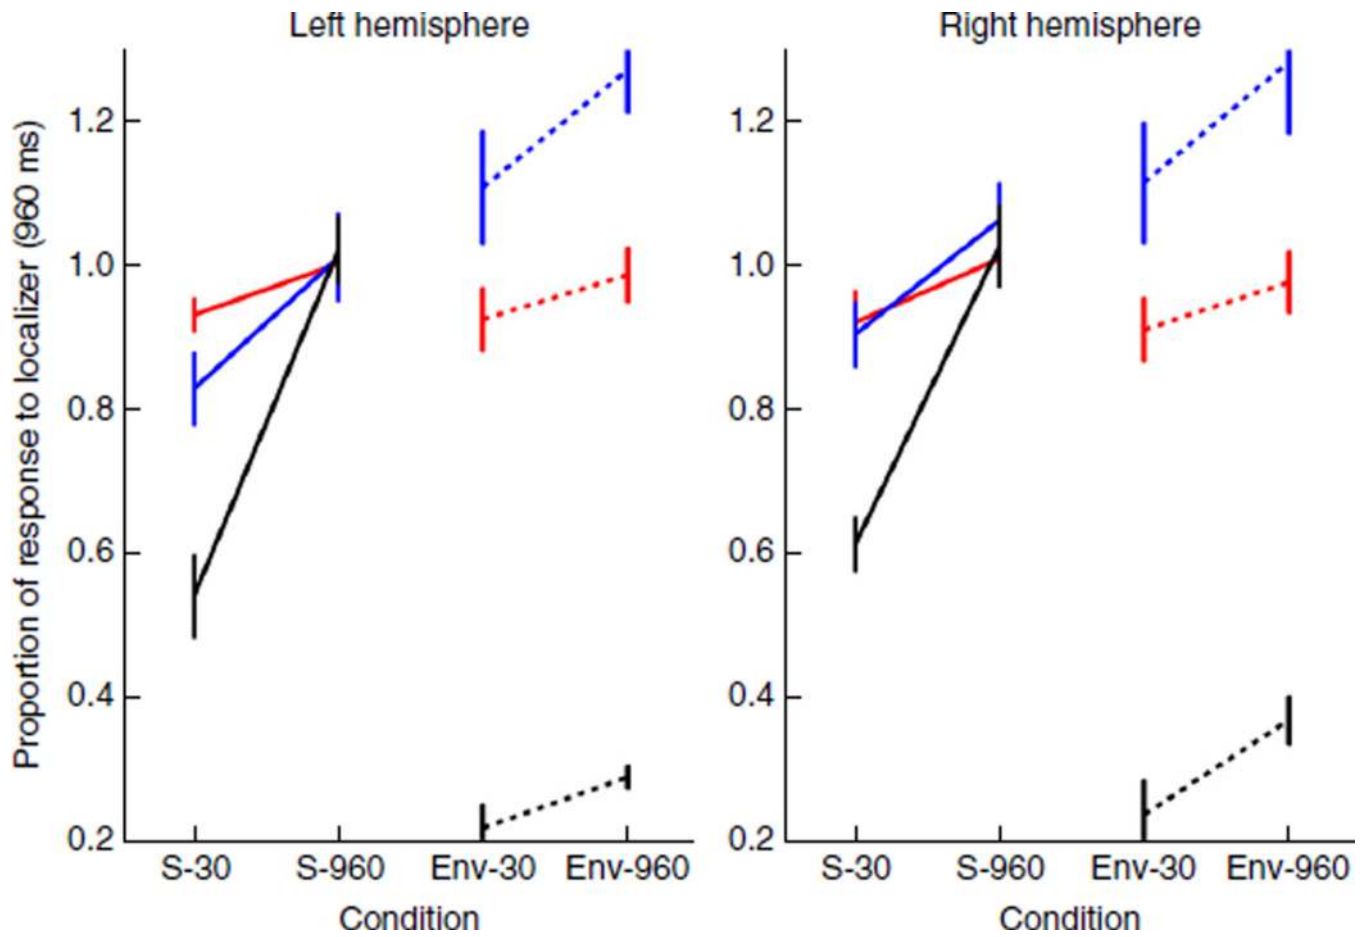 Left hemisphere
Right hemisphere
Proportion of response to localizer (960 ms)
1.2
1.0
0.8
0.6
0.4
0.2
S-30 S-960 Env-30 Env-960
Condition
1.2
1.0
0.8
0.6
0.4
0.2
S-30 S-960 Env-30 Env-960
Condition